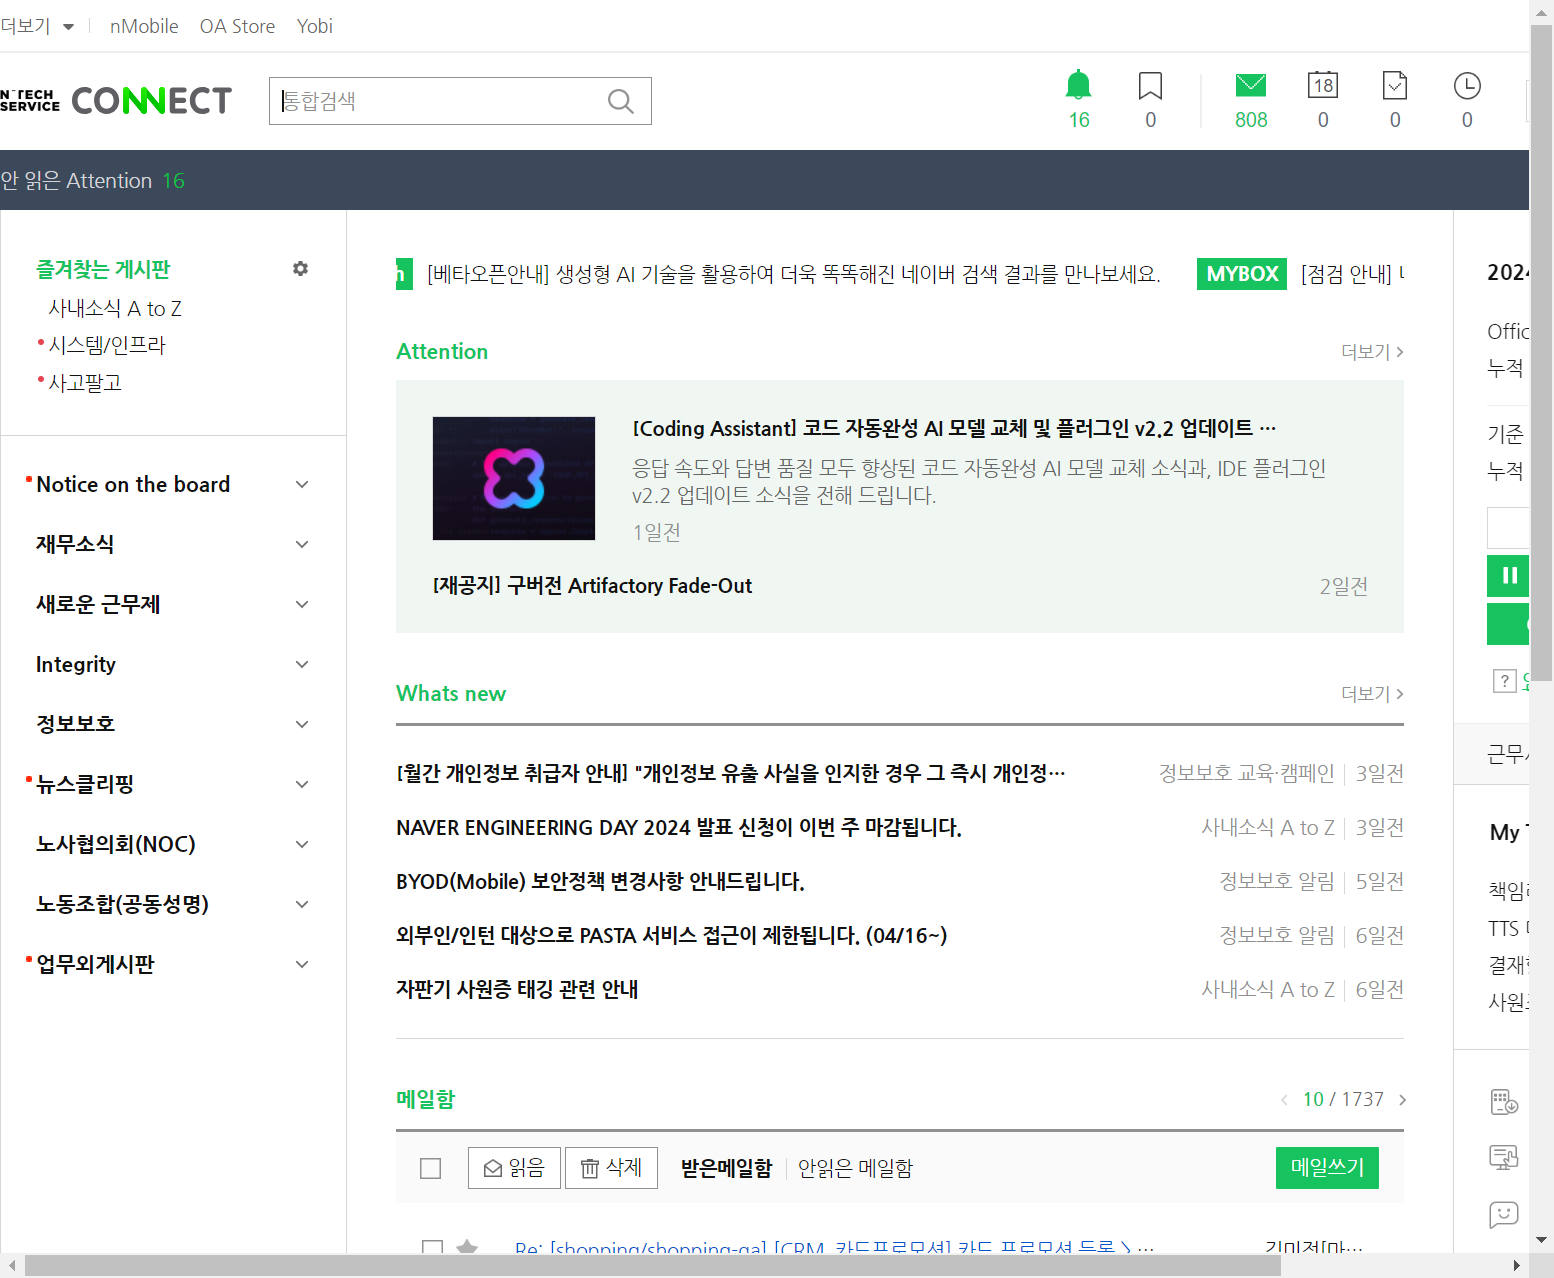 더보기 nMobile OA Store Yobi
N TECH SERVICE CONNECT 통합검색 18
16 0 808 0 0 0
안 읽은 Attention 16
즐겨찾는 게시판
사내소식 A to Z
시스템/인프라
사고팔고
Notice on the board
재무소식
새로운 근무제
Integrity
정보보호
뉴스클리핑
노사협의회(NOC)
노동조합(공동성명)
업무외게시판
[베타오픈안내] 생성형 AI 기술을 활용하여 더욱 똑똑해진 네이버 검색 결과를 만나보세요. MYBOX [점검 안내]
Attention 더보기
[Coding Assistant] 코드 자동완성 AI 모델 교체 및 플러그인 v2.2 업데이트 ···
응답 속도와 답변 품질 모두 향상된 코드 자동완성 AI 모델 교체 소식과, IDE 플러그인
v2.2 업데이트 소식을 전해 드립니다.
1일전
[재공지] 구버전 Artifactory Fade-Out 2일전
Whats new 더보기
[월간 개인정보 취급자 안내] "개인정보 유출 사실을 인지한 경우 그 즉시 개인정··· 정보보호 교육·캠페인 3일전
NAVER ENGINEERING DAY 2024 발표 신청이 이번 주 마감됩니다. 사내소식 A to Z 3일전
BYOD(Mobile) 보안정책 변경사항 안내드립니다. 정보보호 알림 5일전
외부인/인턴 대상으로 PASTA 서비스 접근이 제한됩니다. (04/16~) 정보보호 알림 6일전
자판기 사원증 태깅 관련 안내 사내소식 A to Z 6일전
메일함 10 / 1737
읽음 삭제 받은메일함 안읽은 메일함 메일쓰기
Re: [shopping/shopping-qa] [CRM, 카드프로모션] 카드 프로모션 등록 > ···
2024
누적
기준
누적
My
TTS